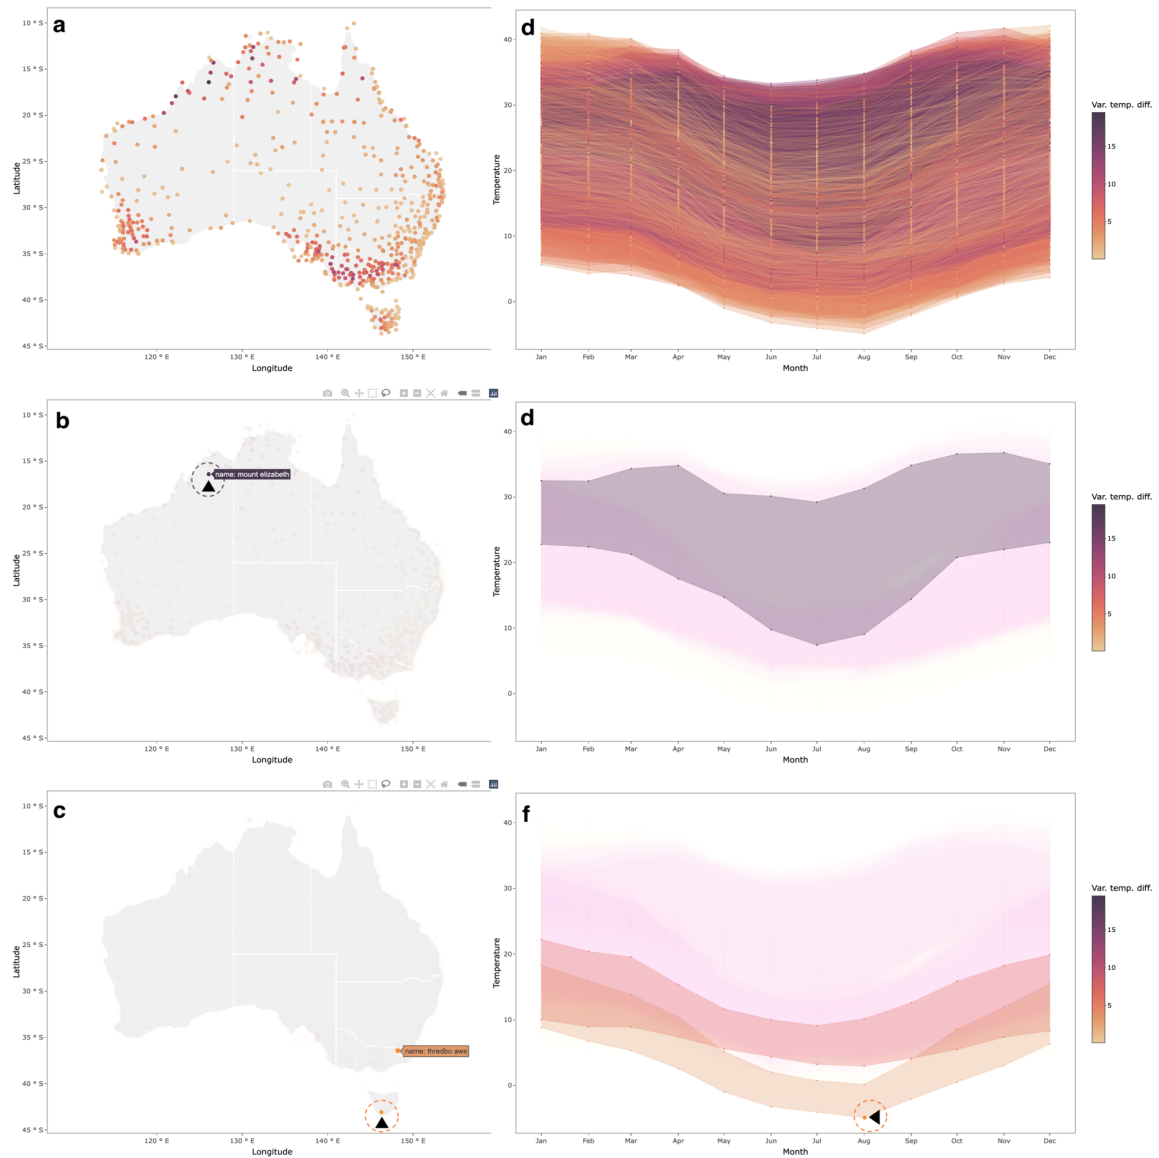 a
10 ° S
15 ° S
20 ° S
25 ° S
30 ° S
35 ° S
40 ° S
45 ° S
Latitude
120 ° E
130 ° E
140 ° E
150 ° E
Longitude
d
40
30
20
10
0
Temperature
Jan
Feb
Mar
Apr
May
Jun
Jul
Aug
Sep
Oct
Nov
Dec
Month
Var. temp. diff.
15
10
5
b
10 ° S
15 ° S
20 ° S
25 ° S
30 ° S
35 ° S
40 ° S
45 ° S
Latitude
name: mount elizabeth
120 ° E
130 ° E
140 ° E
150 ° E
Longitude
d
40
30
20
10
0
Temperature
Jan
Feb
Mar
Apr
May
Jun
Jul
Aug
Sep
Oct
Nov
Dec
Month
Var. temp. diff.
15
10
5
c
10 ° S
15 ° S
20 ° S
25 ° S
30 ° S
35 ° S
40 ° S
45 ° S
Latitude
name: thredbo aws
120 ° E
130 ° E
140 ° E
150 ° E
Longitude
f
40
30
20
10
0
Temperature
Jan
Feb
Mar
Apr
May
Jun
Jul
Aug
Sep
Oct
Nov
Dec
Month
Var. temp. diff.
15
10
5